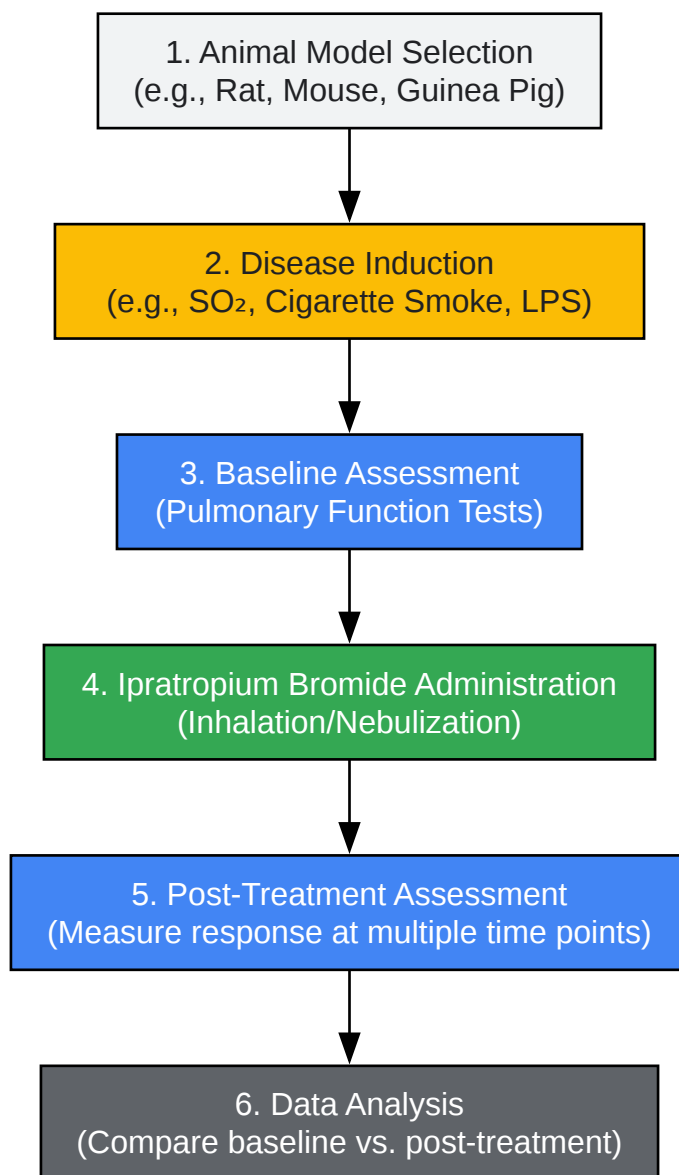 1. Animal Model Selection
(e.g., Rat, Mouse, Guinea Pig)
2. Disease Induction
(e.g., SO₂, Cigarette Smoke, LPS)
3. Baseline Assessment
(Pulmonary Function Tests)
4. Ipratropium Bromide Administration
(Inhalation/Nebulization)
5. Post-Treatment Assessment
(Measure response at multiple time points)
6. Data Analysis
(Compare baseline vs. post-treatment)